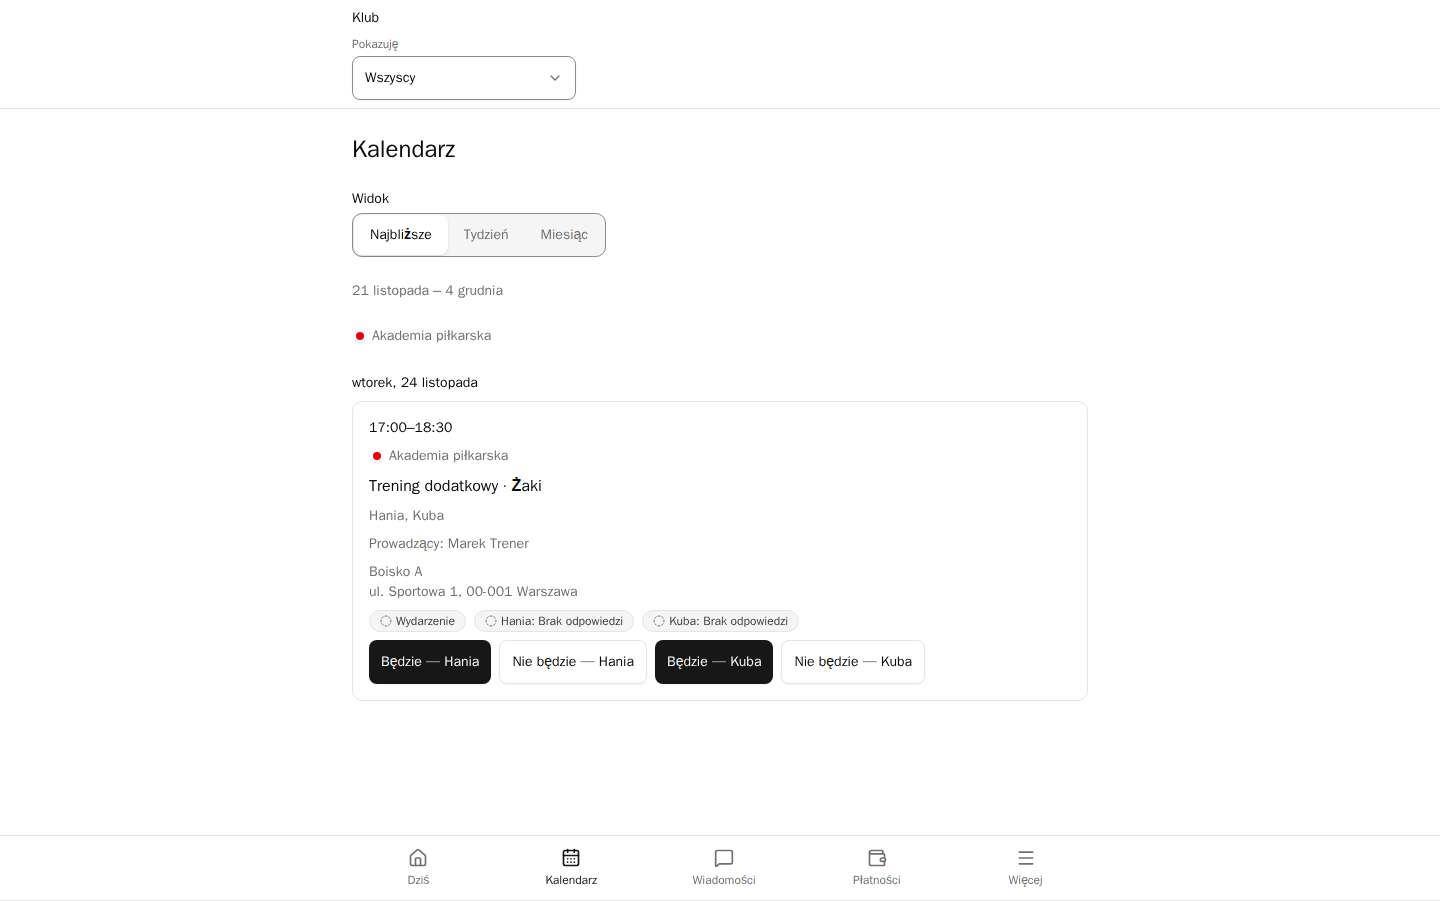 Klub
Pokazuję
Wszyscy
Kalendarz
Widok
Najbliższe Tydzień Miesiąc
21 listopada – 4 grudnia
Akademia piłkarska
wtorek, 24 listopada
17:00–18:30
Akademia piłkarska
Trening dodatkowy · Żaki
Hania, Kuba
Prowadzący: Marek Trener
Boisko A
ul. Sportowa 1, 00-001 Warszawa
Wydarzenie Hania: Brak odpowiedzi Kuba: Brak odpowiedzi
Będzie — Hania Nie będzie — Hania Będzie — Kuba Nie będzie — Kuba
Dziś Kalendarz Wiadomości Płatności Więcej